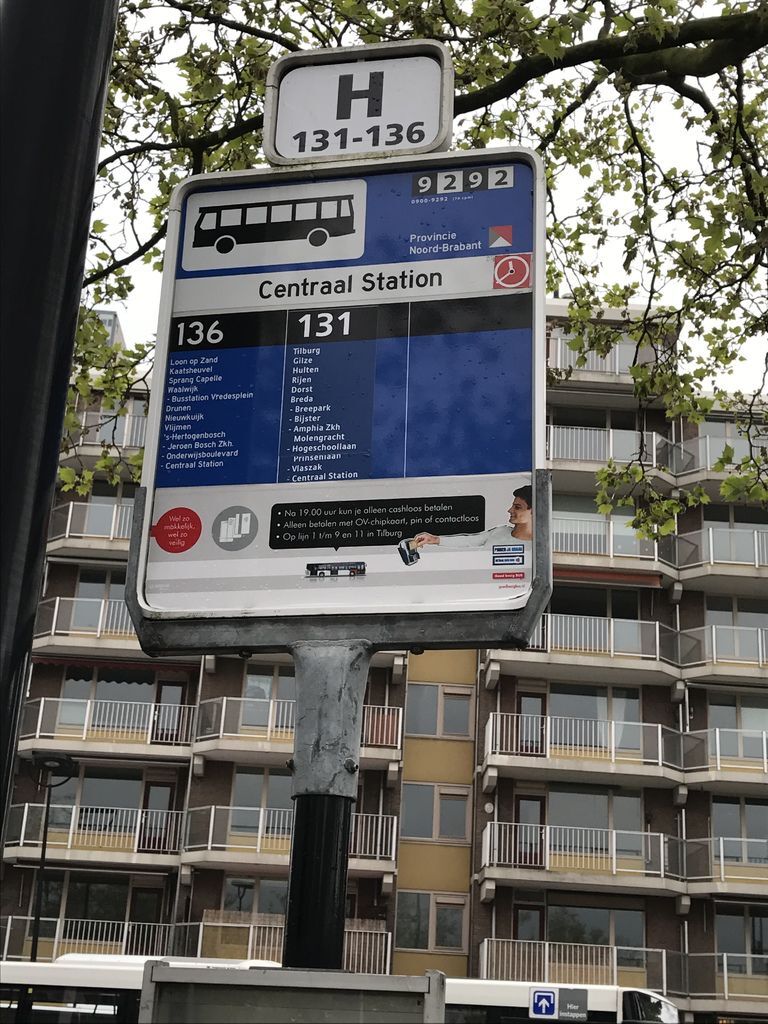 H
131-136
9292
0900-9292
Provincie
Noord-Brabant
Centraal Station
136
Loon op Zand
Kaatsheuvel
Sprang Capelle
Waalwijk
- Busstation Vredesplein
Drunen
Nieuwkuijk
Vlijmen
's-Hertogenbosch
- Jeroen Bosch Zkh.
- Onderwijsboulevard
- Centraal Station
131
Tilburg
Gilze
Hulten
Rijen
Dorst
Breda
- Breepark
- Bijster
- Amphia Zkh
Molengracht
- Hogeschoollaan
Prinsenlaan
- Vlaszak
- Centraal Station
Wel zo
makkelijk,
wel zo
veilig
• Na 19.00 uur kun je alleen cashloos betalen
• Alleen betalen met OV-chipkaart, pin of contactloos
• Op lijn 1 t/m 9 en 11 in Tilburg
Hier
instappen